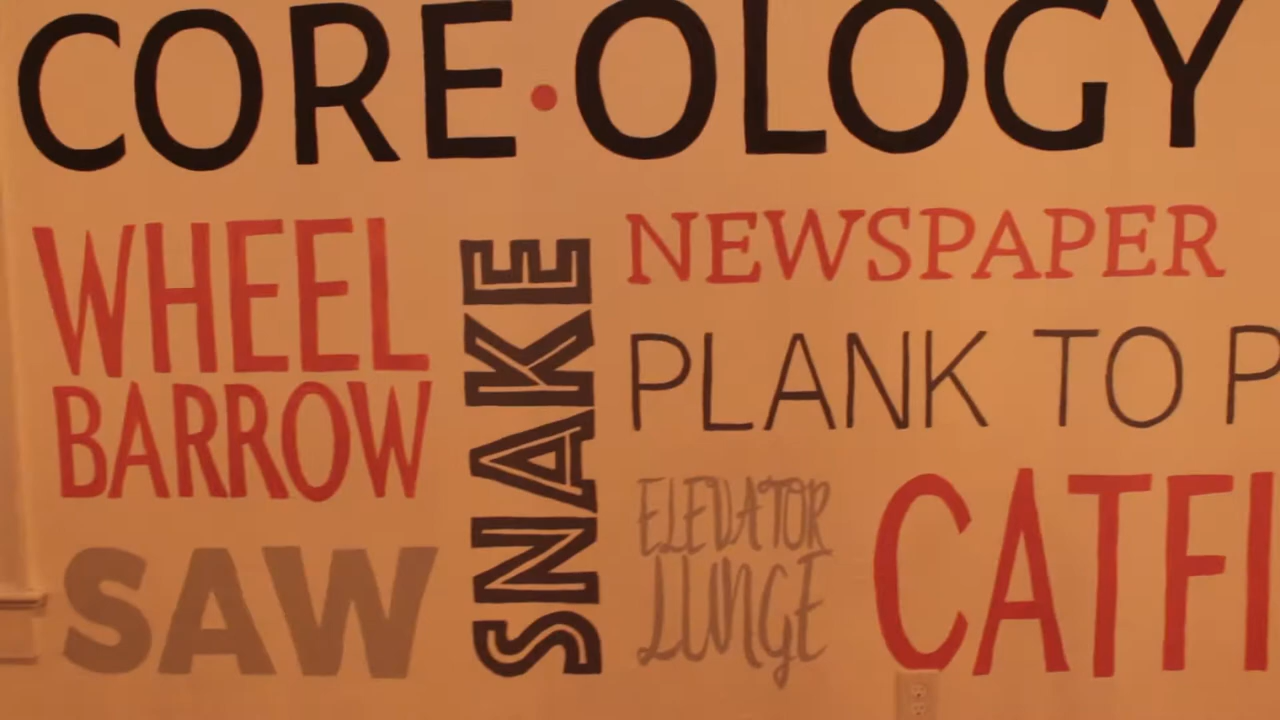 CORE·OLOGY
WHEEL
BARROW
SAW
SNAKE
NEWSPAPER
PLANK TO P
ELEVATOR
LUNGE
CATFI